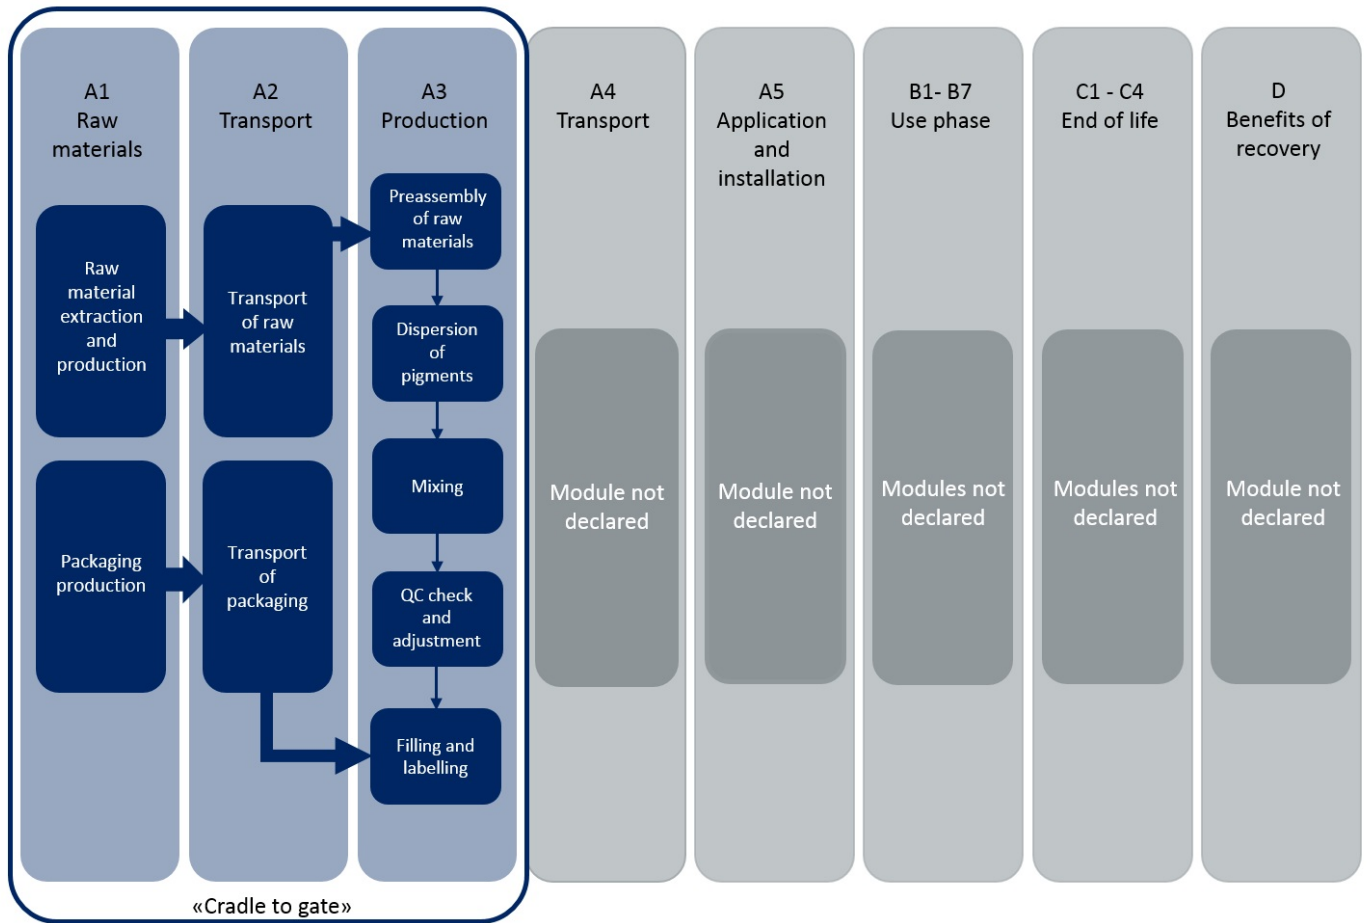 A1
Raw
materials
Raw
material
extraction
and
production
Packaging
production
A2
Transport
Transport
of raw
materials
Transport
of
packaging
A3
Production
Preassembly
of raw
materials
Dispersion
of
pigments
Mixing
QC check
and
adjustment
Filling and
labelling
«Cradle to gate»
A4
Transport
Module not
declared
A5
Application
and
installation
Module not
declared
B1- B7
Use phase
Modules not
declared
C1 - C4
End of life
Modules not
declared
D
Benefits of
recovery
Module not
declared